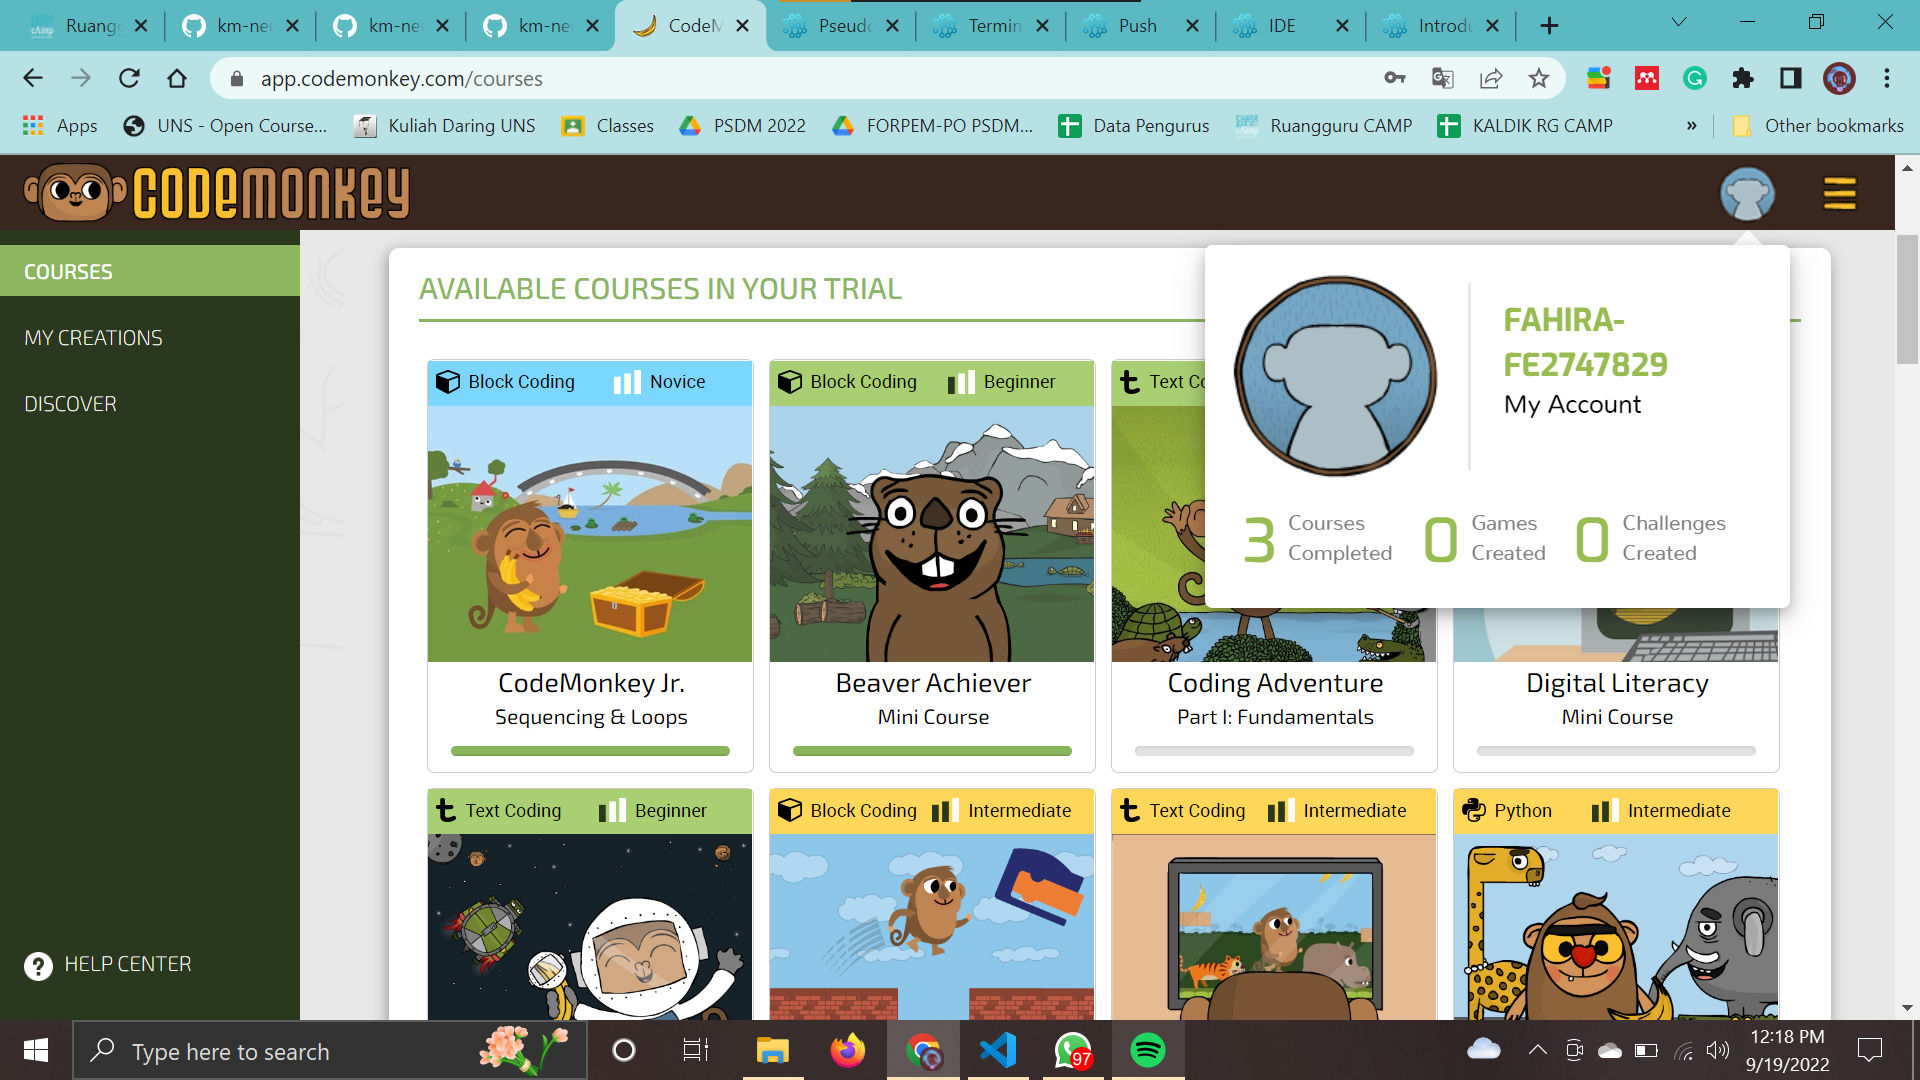 Ruangg
km-neu
km-neu
km-neu
CodeM
Pseudo
Termin
Push
IDE
Introdu
app.codemonkey.com/courses
Apps
UNS - Open Course...
Kuliah Daring UNS
Classes
PSDM 2022
FORPEM-PO PSDM...
Data Pengurus
Ruangguru CAMP
KALDIK RG CAMP
»
Other bookmarks
CODEMONKEY
COURSES
MY CREATIONS
DISCOVER
HELP CENTER
AVAILABLE COURSES IN YOUR TRIAL
FAHIRA-
FE2747829
My Account
3 Courses Completed
0 Games Created
0 Challenges Created
Block Coding Novice
CodeMonkey Jr.
Sequencing & Loops
Block Coding Beginner
Beaver Achiever
Mini Course
Text Co
Coding Adventure
Part I: Fundamentals
Digital Literacy
Mini Course
Text Coding Beginner
Block Coding Intermediate
Text Coding Intermediate
Python Intermediate
Type here to search
97
12:18 PM
9/19/2022